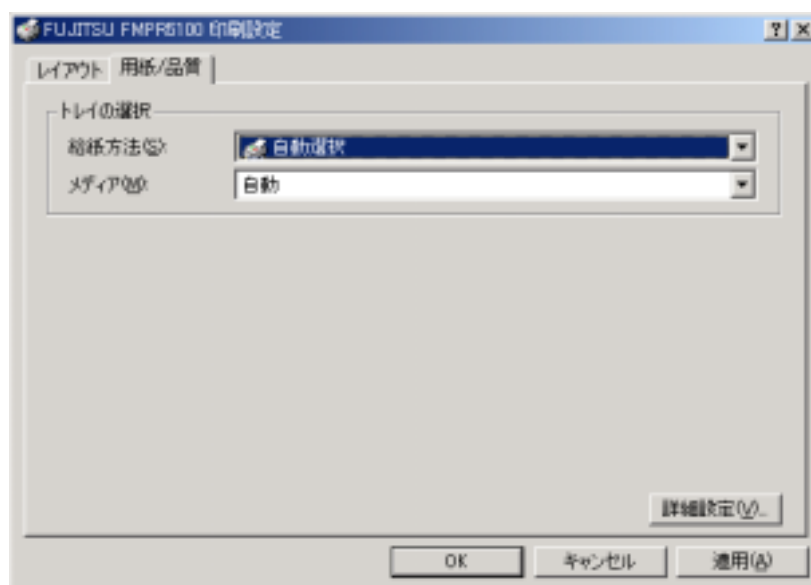 FUJITSU FMPR5100 印刷設定
レイアウト 用紙/品質
トレイの選択
給紙方法(S): 自動選択
メディア(M): 自動
詳細設定(V)...
OK キャンセル 適用(A)